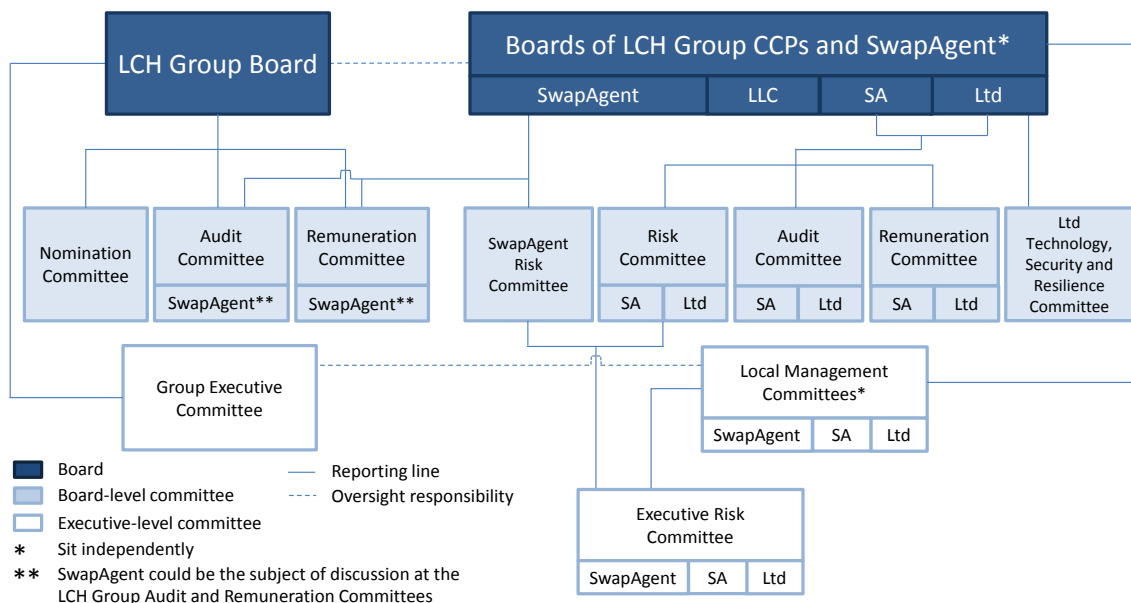 LCH Group Board
Boards of LCH Group CCPs and SwapAgent*
SwapAgent
LLC
SA
Ltd
Nomination
Committee
Audit
Committee
SwapAgent**
Remuneration
Committee
SwapAgent**
SwapAgent
Risk
Committee
Risk
Committee
SA
Ltd
Audit
Committee
SA
Ltd
Remuneration
Committee
SA
Ltd
Ltd
Technology,
Security and
Resilience
Committee
Group Executive
Committee
Local Management
Committees*
SwapAgent
SA
Ltd
Executive Risk
Committee
SwapAgent
SA
Ltd
Board
Board-level committee
Executive-level committee
* Sit independently
** SwapAgent could be the subject of discussion at the
LCH Group Audit and Remuneration Committees
Reporting line
Oversight responsibility